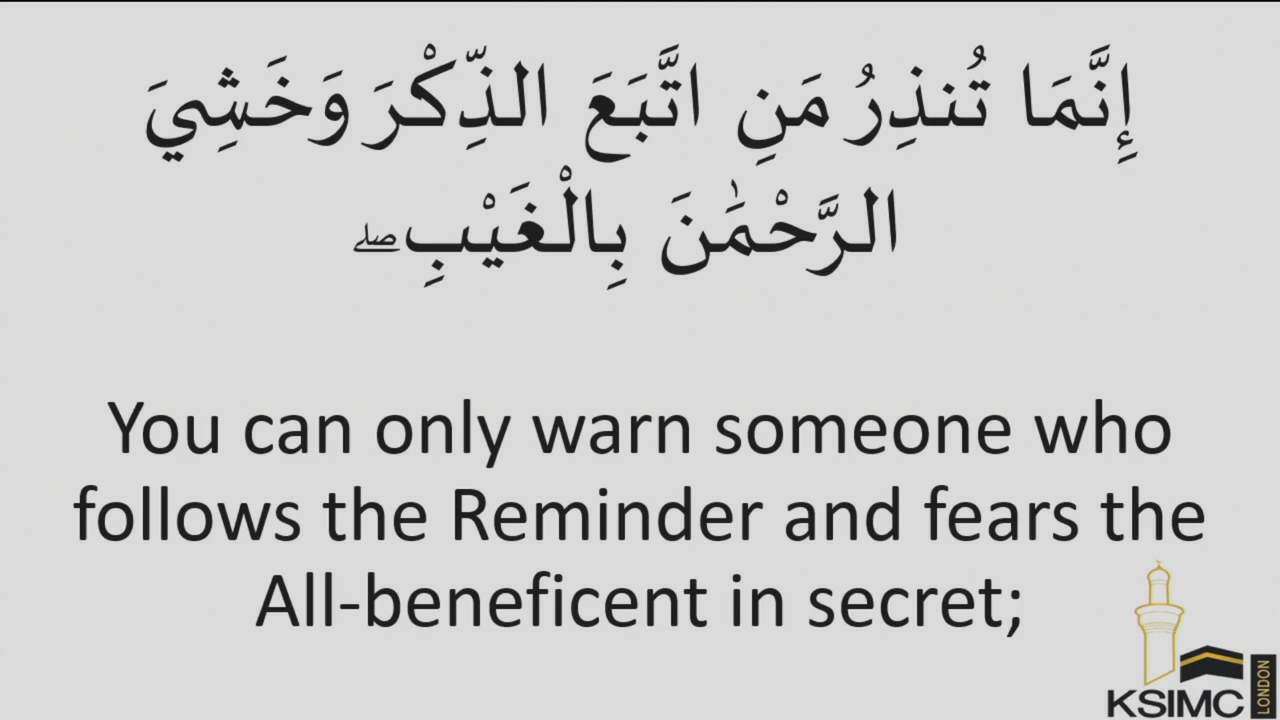 إِنَّمَا تُنذِرُ مَنِ اتَّبَعَ الذِّكْرَ وَخَشِيَ
الرَّحْمَٰنَ بِالْغَيْبِ ۖ
You can only warn someone who
follows the Reminder and fears the
All-beneficent in secret;
KSIMC
LONDON